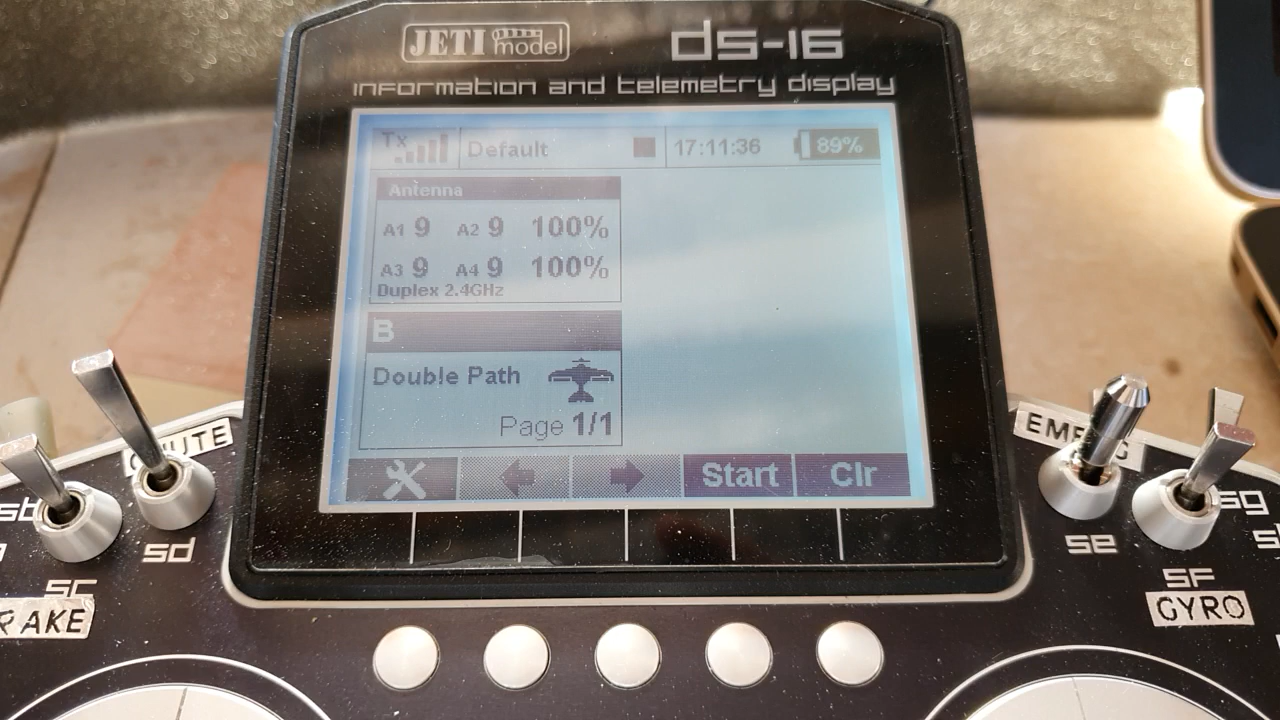 JETI model
ds-16
information and telemetry display
Tx
Default
17:11:36
89%
Antenna
A1 9 A2 9 100%
A3 9 A4 9 100%
Duplex 2.4GHz
B
Double Path
Page 1/1
Start
Clr
sd
sc
se
sg
SF
GYRO